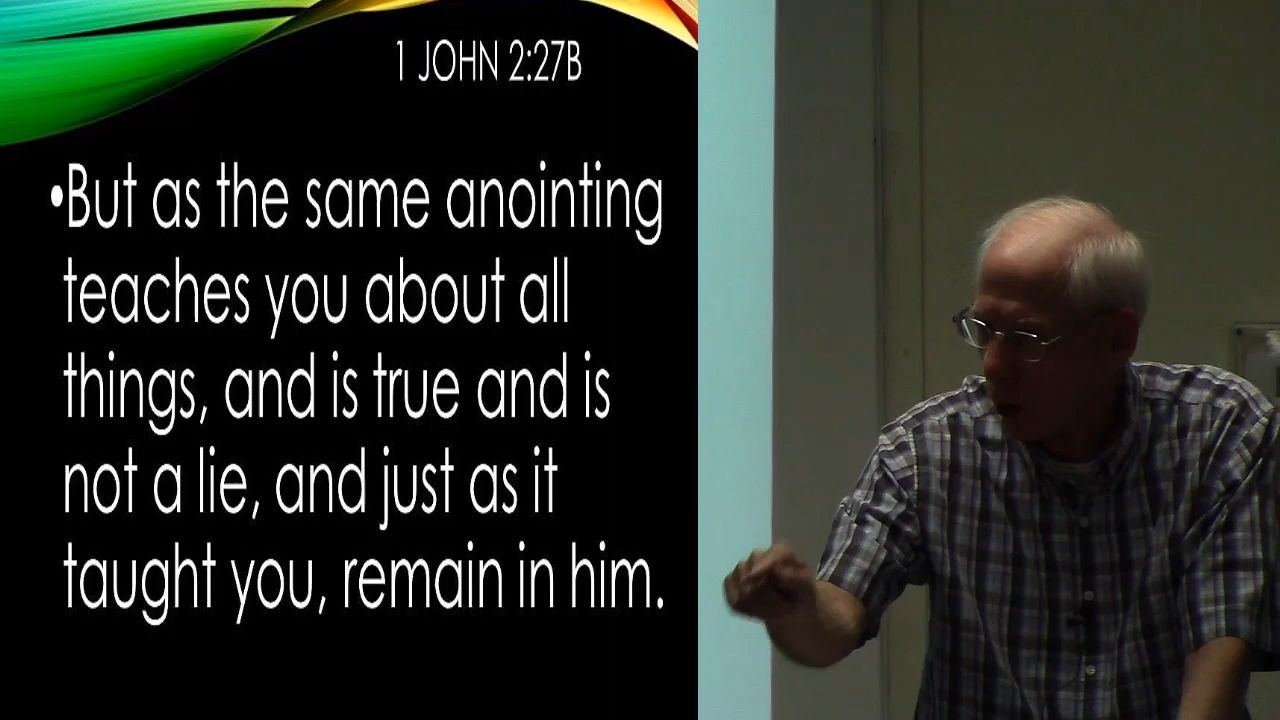 1 JOHN 2:27B
•But as the same anointing
teaches you about all
things, and is true and is
not a lie, and just as it
taught you, remain in him.